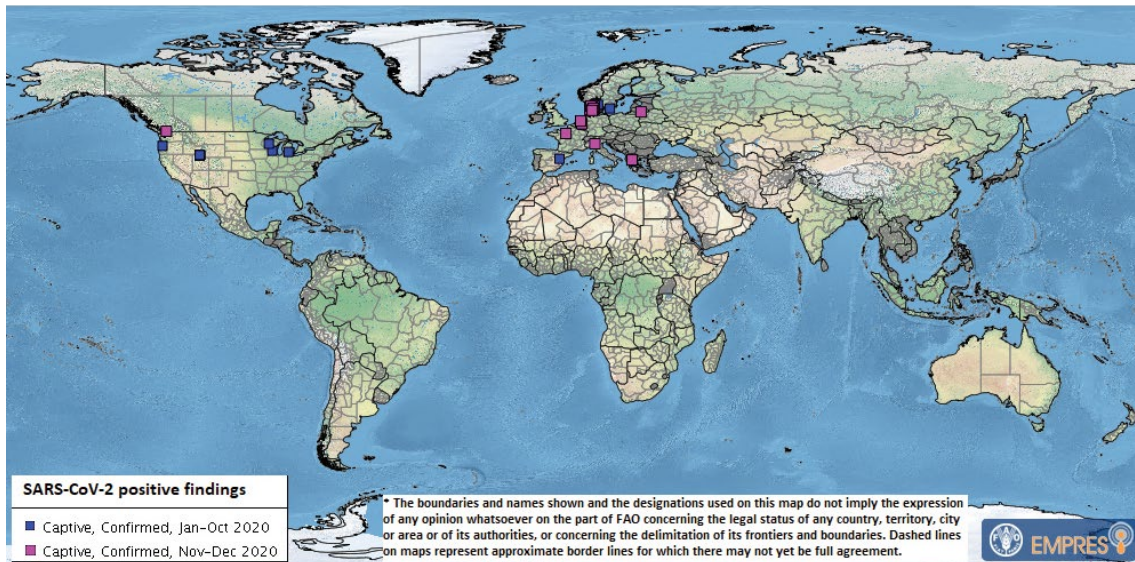 SARS-CoV-2 positive findings
Captive, Confirmed, Jan–Oct 2020
Captive, Confirmed, Nov–Dec 2020
* The boundaries and names shown and the designations used on this map do not imply the expression
of any opinion whatsoever on the part of FAO concerning the legal status of any country, territory, city
or area or of its authorities, or concerning the delimitation of its frontiers and boundaries. Dashed lines
on maps represent approximate border lines for which there may not yet be full agreement.
EMPRES